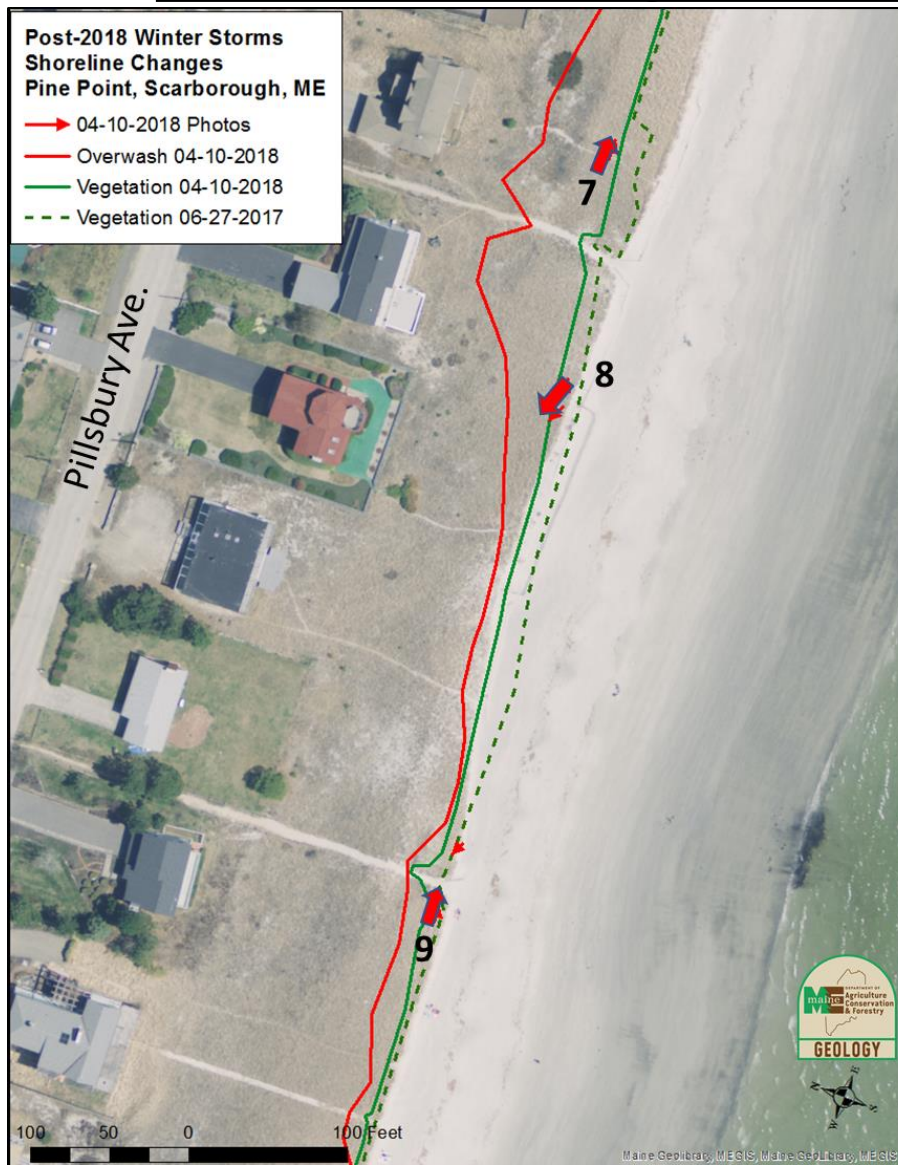 Post-2018 Winter Storms
Shoreline Changes
Pine Point, Scarborough, ME
04-10-2018 Photos
Overwash 04-10-2018
Vegetation 04-10-2018
Vegetation 06-27-2017
7
8
Pillsbury Ave.
9
DEPARTMENT OF
maine Agriculture
Conservation
& Forestry
GEOLOGY
N E
W S
100 50 0 100 Feet
Maine GeoLibrary, MEGIS, Maine GeoLibrary, MEGIS